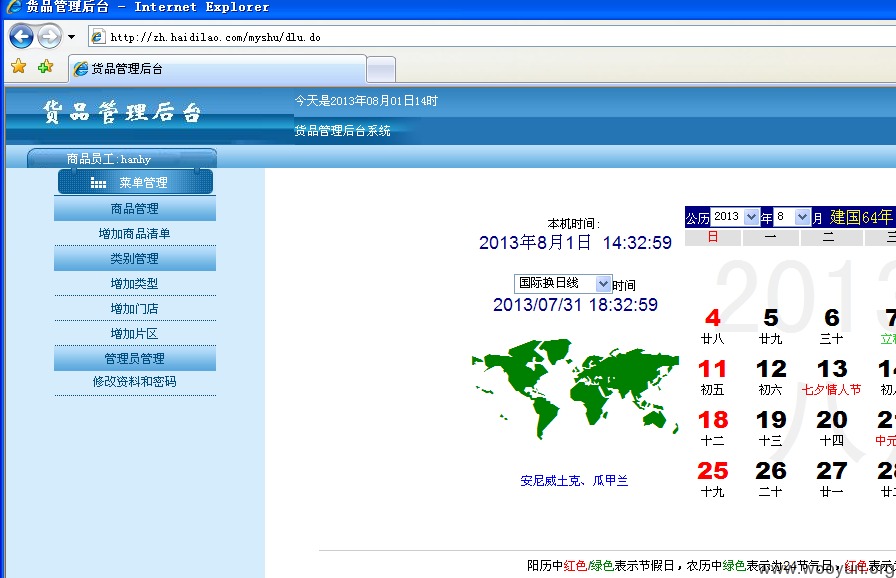 货品管理后台 - Internet Explorer
http://zh.haidilao.com/myshu/dlu.do
货品管理后台
货品管理后台
今天是2013年08月01日14时
货品管理后台系统
商品员工:hanhy
菜单管理
商品管理
增加商品清单
类别管理
增加类型
增加门店
增加片区
管理员管理
修改资料和密码
本机时间:
2013年8月1日 14:32:59
国际换日线 时间
2013/07/31 18:32:59
安尼威土克、瓜甲兰
公历 2013 年 8 月 建国64年
日 一 二 三
2013
4 5 6 7
廿八 廿九 三十
11 12 13
初五 初六 七夕情人节
18 19 20
十二 十三 十四
25 26 27
十九 二十 廿一
阳历中红色/绿色表示节假日，农历中绿色表示为24节气日，红色表示
www.wooyun.org